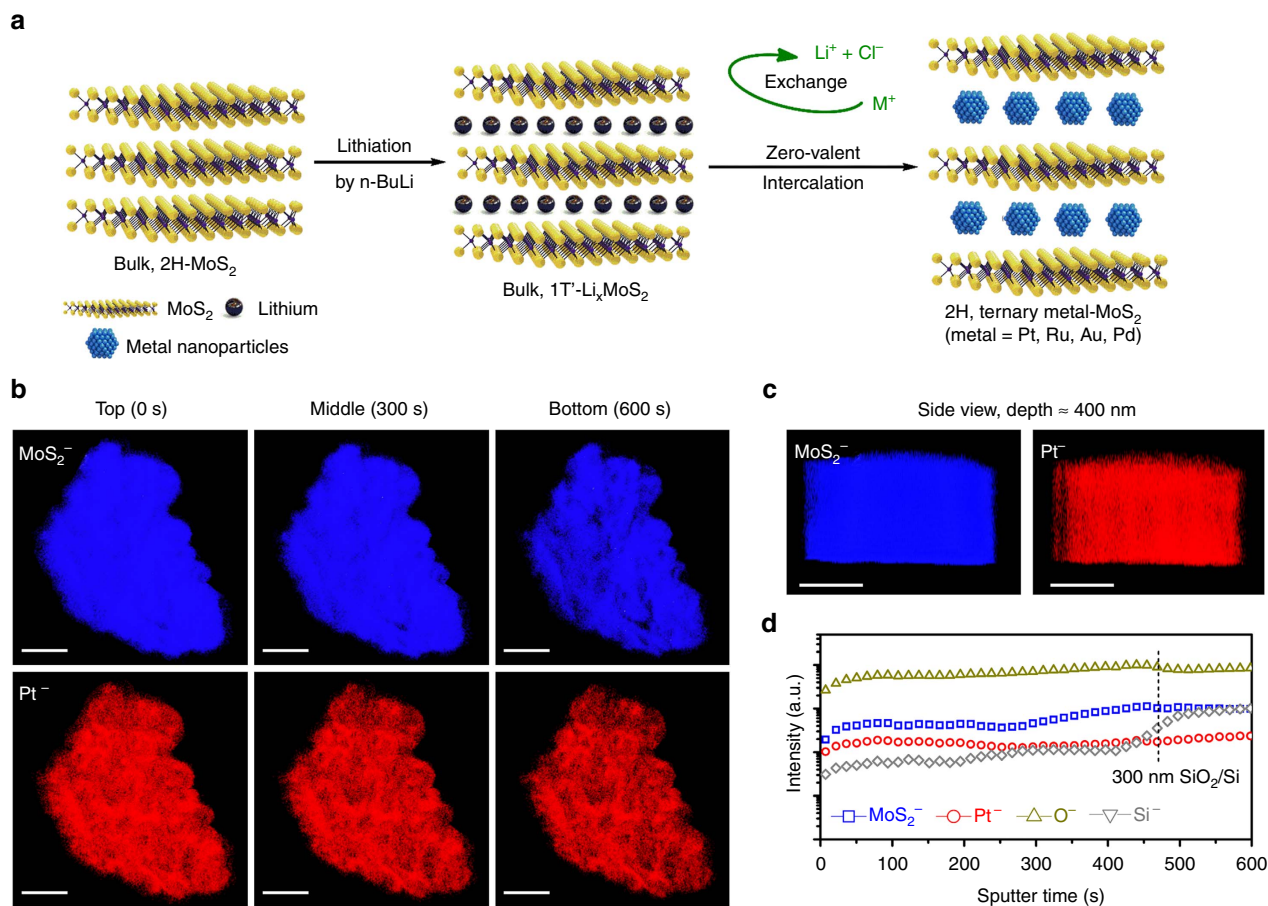 a
Li⁺ + Cl⁻
Exchange
M⁺
Lithiation
by n-BuLi
Zero-valent
Intercalation
Bulk, 2H-MoS₂
Bulk, 1T'-LiₓMoS₂
2H, ternary metal-MoS₂
(metal = Pt, Ru, Au, Pd)
MoS₂
Lithium
Metal nanoparticles
b
Top (0 s)
Middle (300 s)
Bottom (600 s)
MoS₂⁻
Pt⁻
c
Side view, depth ≈ 400 nm
MoS₂⁻
Pt⁻
d
Intensity (a.u.)
300 nm SiO₂/Si
MoS₂⁻
Pt⁻
O⁻
Si⁻
0
100
200
300
400
500
600
Sputter time (s)